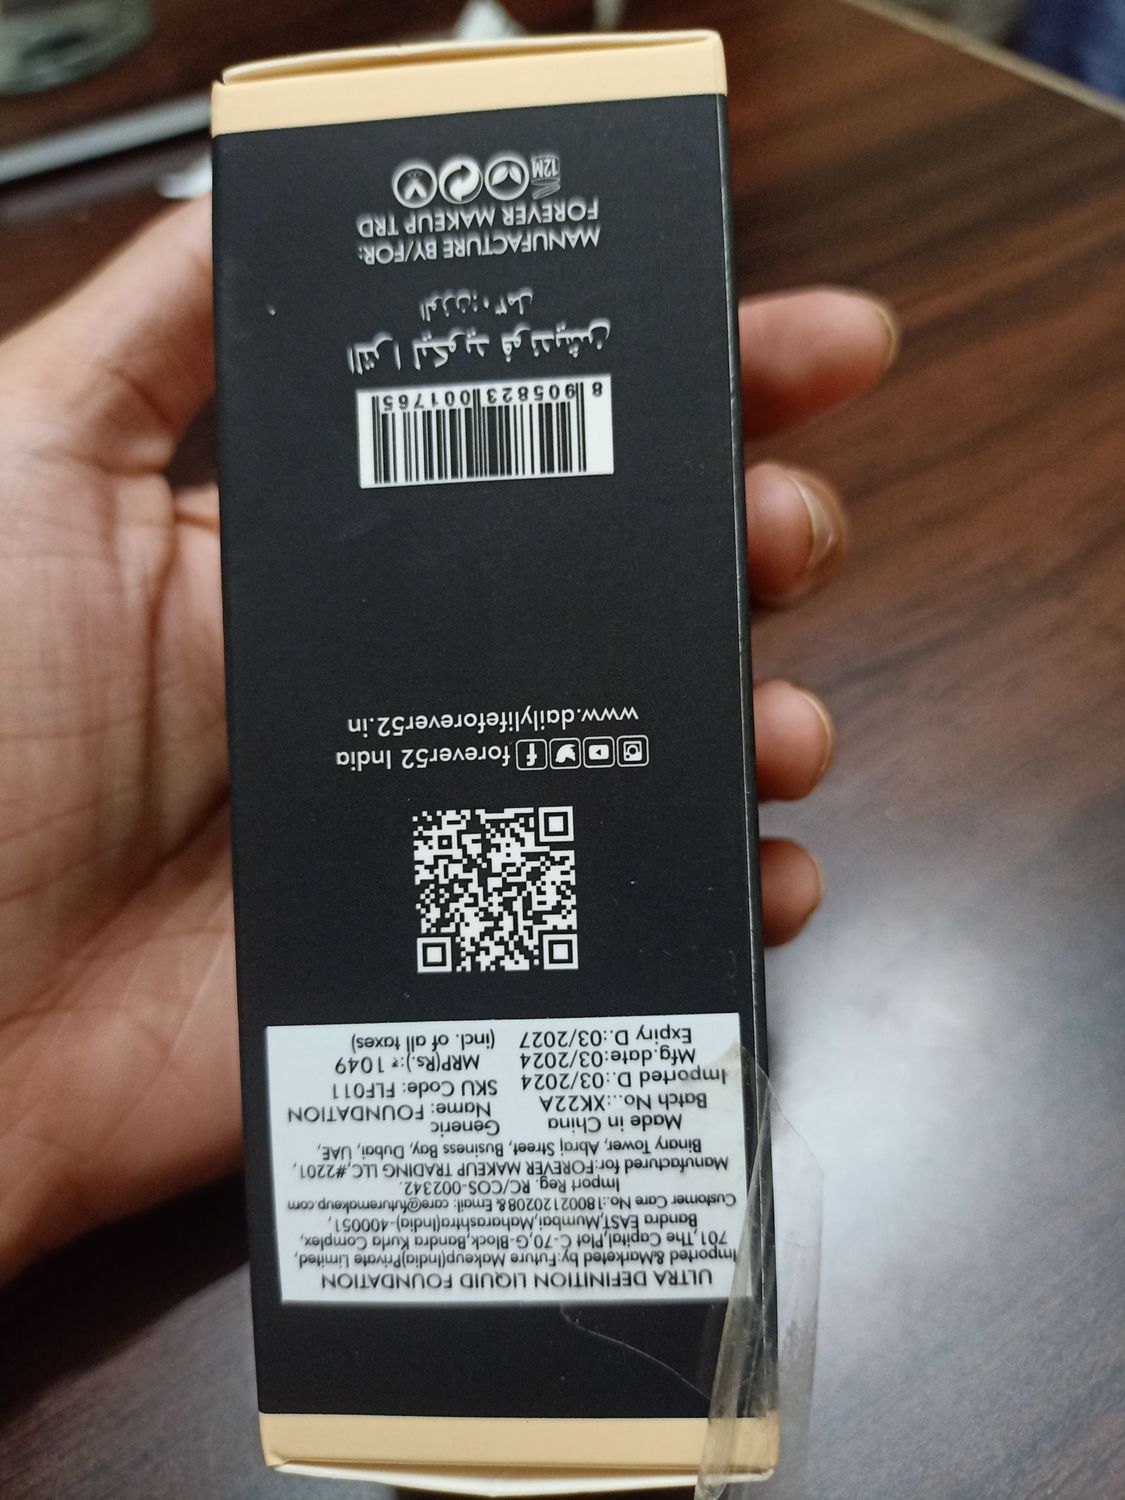 ULTRA DEFINITION LIQUID FOUNDATION
Imported &Marketed by:Future Makeup(India)Private Limited,
701,The Capital,Plot C-70,G-Block,Bandra Kurla Complex,
Bandra EAST,Mumbai,Maharashtra(India)-400051,
Customer Care No.:18002120208 & Email: care@futuremakeup.com
Import Reg. RC/COS-002342.
Manufactured for:FOREVER MAKEUP TRADING LLC,#2201,
Binary Tower, Abraj Street, Business Bay, Dubai, UAE,
Made in China
Batch No...:XK22A
Imported D.:03/2024
Mfg.date:03/2024
Expiry D.:03/2027
Generic
Name: FOUNDATION
SKU Code: FLF011
MRP(Rs.):₹ 1049
(incl. of all taxes)
forever52 India
www.dailylifeforever52.in
8 905823 001765
الترا ليكويد فونديشن
الوزن: ٣٠مل
MANUFACTURE BY/FOR:
FOREVER MAKEUP TRD
12M